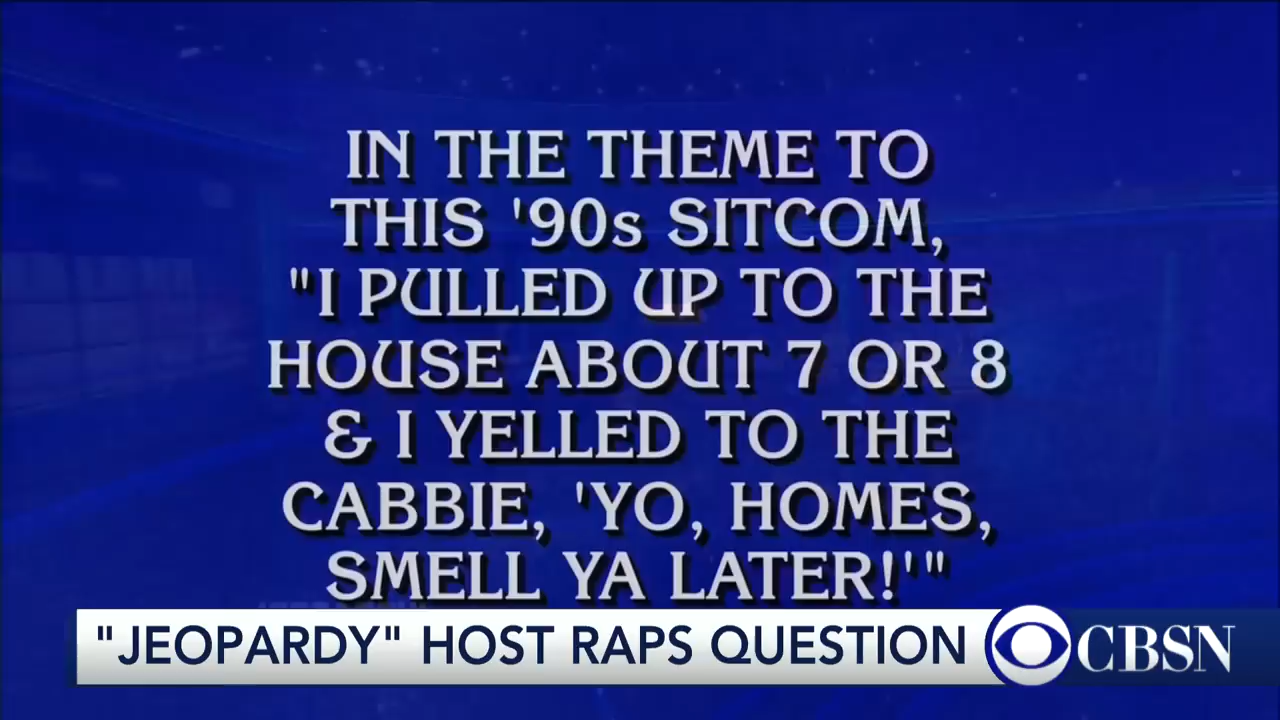 IN THE THEME TO
THIS '90s SITCOM,
"I PULLED UP TO THE
HOUSE ABOUT 7 OR 8
& I YELLED TO THE
CABBIE, 'YO, HOMES,
SMELL YA LATER!'"
"JEOPARDY" HOST RAPS QUESTION
CBSN